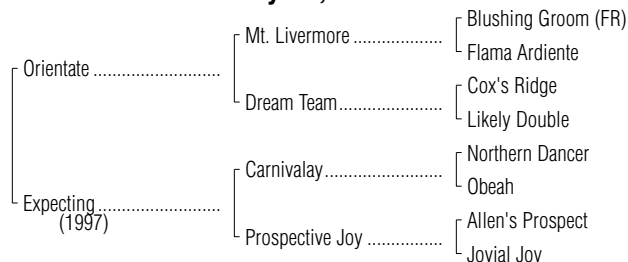 Blushing Groom (FR)
Mt. Livermore
Flama Ardiente
Orientate
Cox's Ridge
Dream Team
Likely Double
Northern Dancer
Carnivalay
Obeah
Expecting
(1997)
Allen's Prospect
Prospective Joy
Jovial Joy